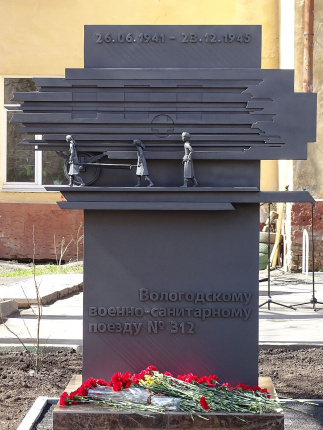 26.06.1941 - 28.12.1945
Вологодскому
военно-санитарному
поезду № 312